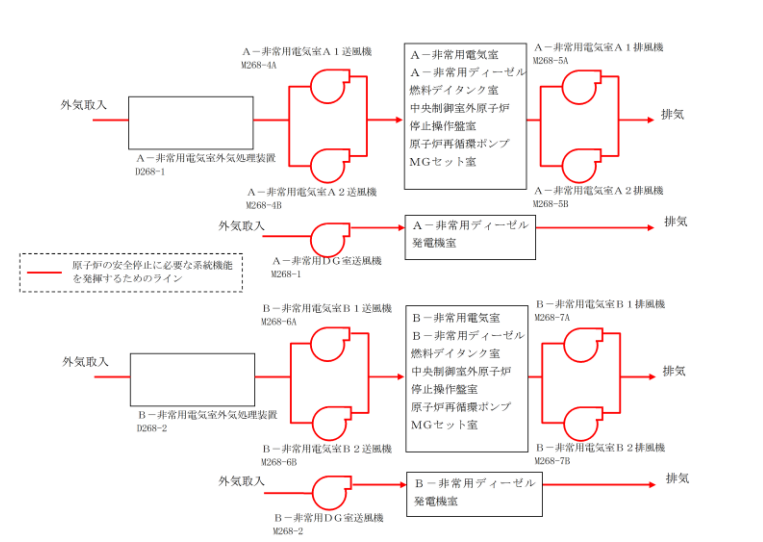 A－非常用電気室A１送風機
M268-4A
外気取入
A－非常用電気室外気処理装置
D268-1
A－非常用電気室A２送風機
M268-4B
A－非常用電気室
A－非常用ディーゼル
燃料デイタンク室
中央制御室外原子炉
停止操作盤室
原子炉再循環ポンプ
MGセット室
A－非常用電気室A１排風機
M268-5A
排気
A－非常用電気室A２排風機
M268-5B
外気取入
A－非常用DG室送風機
M268-1
A－非常用ディーゼル
発電機室
排気
原子炉の安全停止に必要な系統機能
を発揮するためのライン
B－非常用電気室B１送風機
M268-6A
外気取入
B－非常用電気室外気処理装置
D268-2
B－非常用電気室B２送風機
M268-6B
B－非常用電気室
B－非常用ディーゼル
燃料デイタンク室
中央制御室外原子炉
停止操作盤室
原子炉再循環ポンプ
MGセット室
B－非常用電気室B１排風機
M268-7A
排気
B－非常用電気室B２排風機
M268-7B
外気取入
B－非常用DG室送風機
M268-2
B－非常用ディーゼル
発電機室
排気